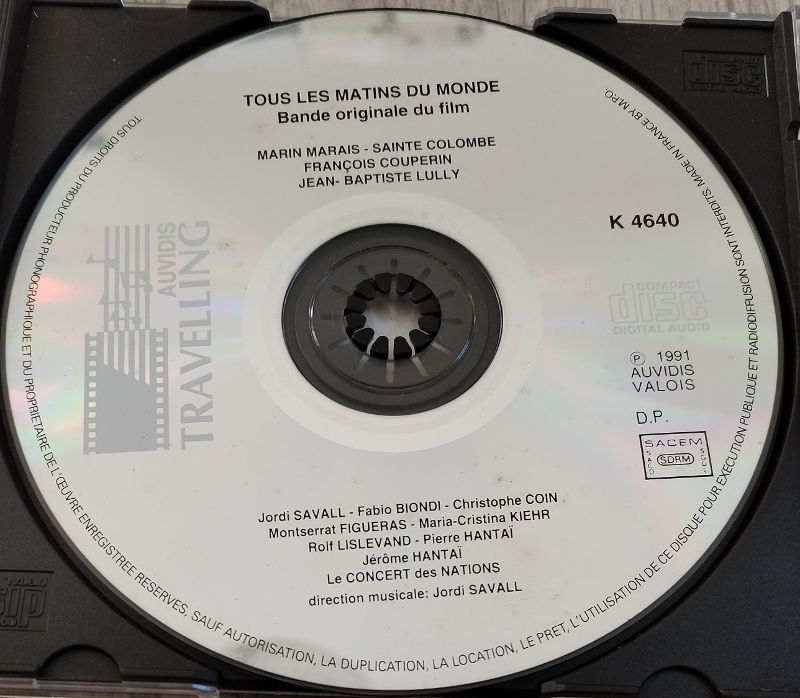 TOUS LES MATINS DU MONDE
Bande originale du film
MARIN MARAIS - SAINTE COLOMBE
FRANÇOIS COUPERIN
JEAN- BAPTISTE LULLY
K 4640
AUVIDIS
TRAVELLING
COMPACT
disc
DIGITAL AUDIO
Ⓟ 1991
AUVIDIS
VALOIS
D.P.
SACEM
SACD
SDRM
SGDL
Jordi SAVALL - Fabio BIONDI - Christophe COIN
Montserrat FIGUERAS - Maria-Cristina KIEHR
Rolf LISLEVAND - Pierre HANTAÏ
Jérôme HANTAÏ
Le CONCERT des NATIONS
direction musicale: Jordi SAVALL
TOUS DROITS DU PRODUCTEUR PHONOGRAPHIQUE ET DU PROPRIETAIRE DE L'ŒUVRE ENREGISTREE RESERVES, SAUF AUTORISATION, LA DUPLICATION, LA LOCATION, LE PRET, L'UTILISATION DE CE DISQUE POUR EXECUTION PUBLIQUE ET RADIODIFFUSION SONT INTERDITS. MADE IN FRANCE BY M.P.O.
COMPACT
disc